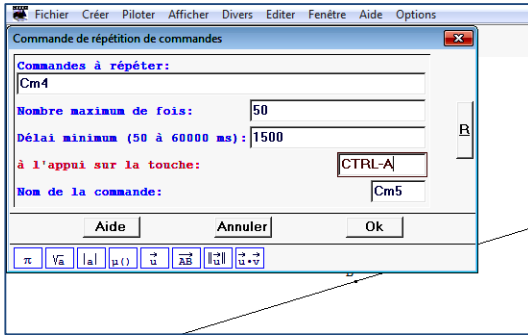 Fichier Créer Piloter Afficher Divers Editer Fenêtre Aide Options
Commande de répétition de commandes
Commandes à répéter:
Cm4
Nombre maximum de fois: 50
Délai minimum (50 à 60000 ms): 1500
R
à l'appui sur la touche: CTRL-A
Nom de la commande: Cm5
Aide Annuler Ok
π √a |a| μ() u⃗ AB⃗ ||u⃗|| u⃗·v⃗